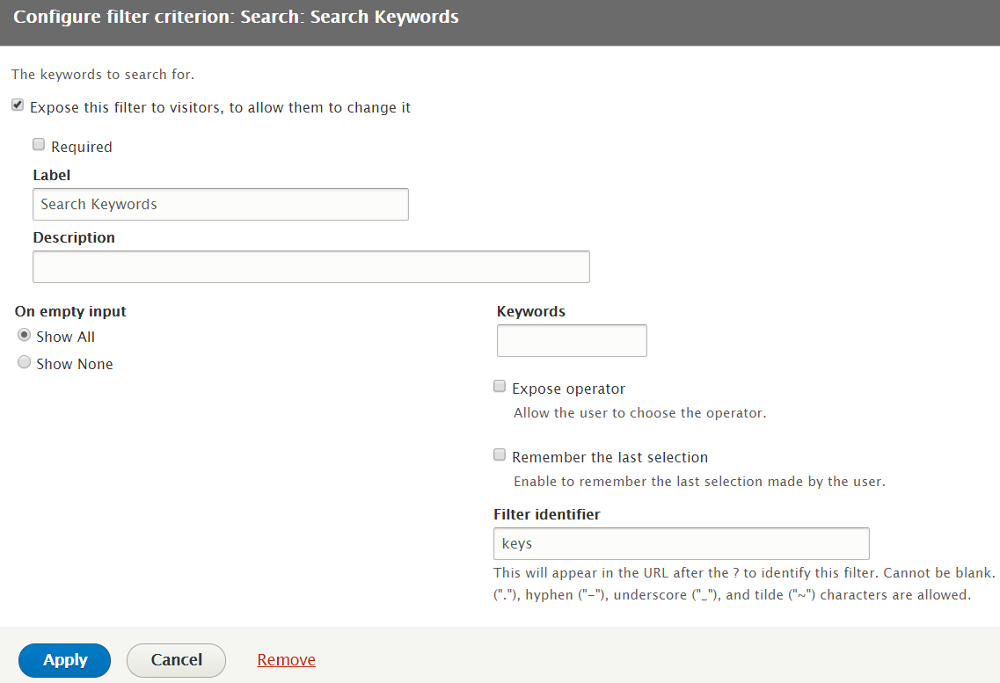 Configure filter criterion: Search: Search Keywords
The keywords to search for.
Expose this filter to visitors, to allow them to change it
Required
Label
Search Keywords
Description
On empty input
Show All
Show None
Keywords
Expose operator
Allow the user to choose the operator.
Remember the last selection
Enable to remember the last selection made by the user.
Filter identifier
keys
This will appear in the URL after the ? to identify this filter. Cannot be blank.
("."), hyphen ("-"), underscore ("_"), and tilde ("~") characters are allowed.
Apply
Cancel
Remove